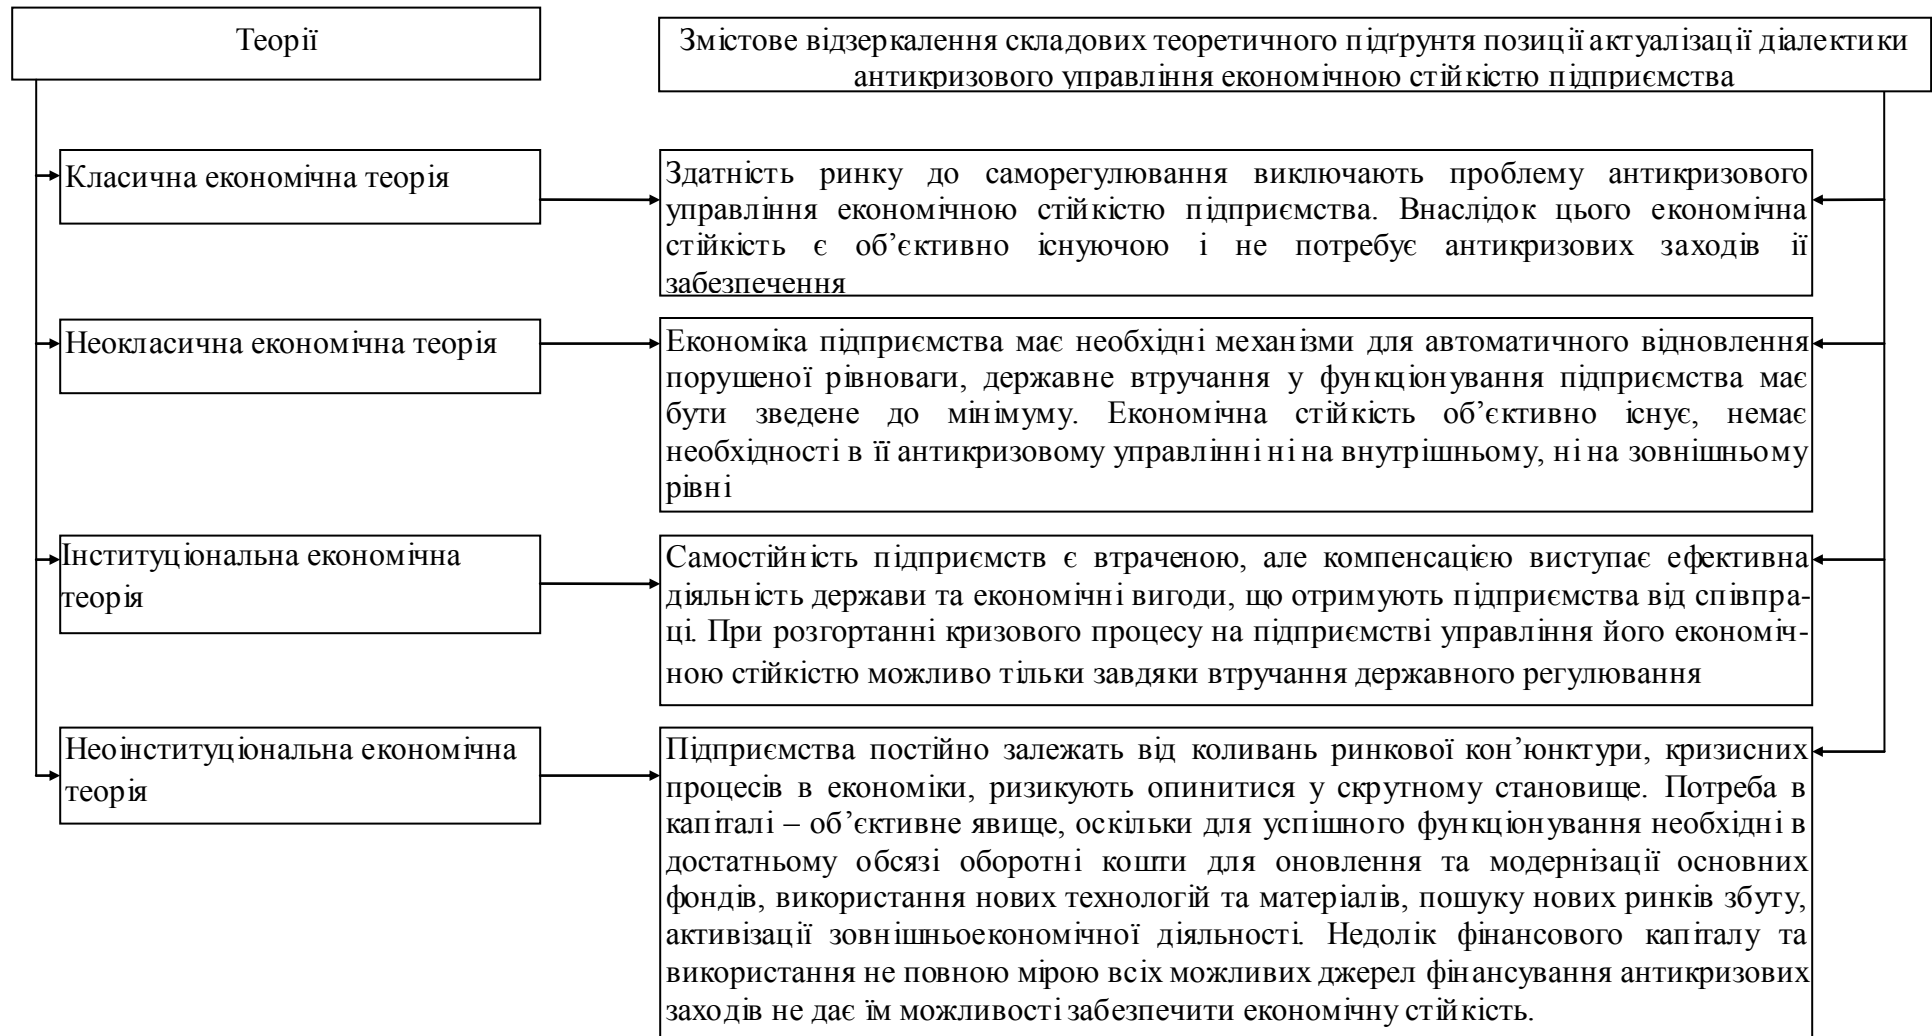 Теорії
Змістове відзеркалення складових теоретичного підґрунтя позиції актуалізації діалектики
антикризового управління економічною стійкістю підприємства
Класична економічна теорія
Здатність ринку до саморегулювання виключають проблему антикризового
управління економічною стійкістю підприємства. Внаслідок цього економічна
стійкість є об’єктивно існуючою і не потребує антикризових заходів її
забезпечення
Неокласична економічна теорія
Економіка підприємства має необхідні механізми для автоматичного відновлення
порушеної рівноваги, державне втручання у функціонування підприємства має
бути зведене до мінімуму. Економічна стійкість об’єктивно існує, немає
необхідності в її антикризовому управлінні ні на внутрішньому, ні на зовнішньому
рівні
Інституціональна економічна
теорія
Самостійність підприємств є втраченою, але компенсацією виступає ефективна
діяльність держави та економічні вигоди, що отримують підприємства від співпра-
ці. При розгортанні кризового процесу на підприємстві управління його економіч-
ною стійкістю можливо тільки завдяки втручання державного регулювання
Неоінституціональна економічна
теорія
Підприємства постійно залежать від коливань ринкової кон’юнктури, кризисних
процесів в економіки, ризикують опинитися у скрутному становище. Потреба в
капіталі – об’єктивне явище, оскільки для успішного функціонування необхідні в
достатньому обсязі оборотні кошти для оновлення та модернізації основних
фондів, використання нових технологій та матеріалів, пошуку нових ринків збуту,
активізації зовнішньоекономічної діяльності. Недолік фінансового капіталу та
використання не повною мірою всіх можливих джерел фінансування антикризових
заходів не дає їм можливості забезпечити економічну стійкість.